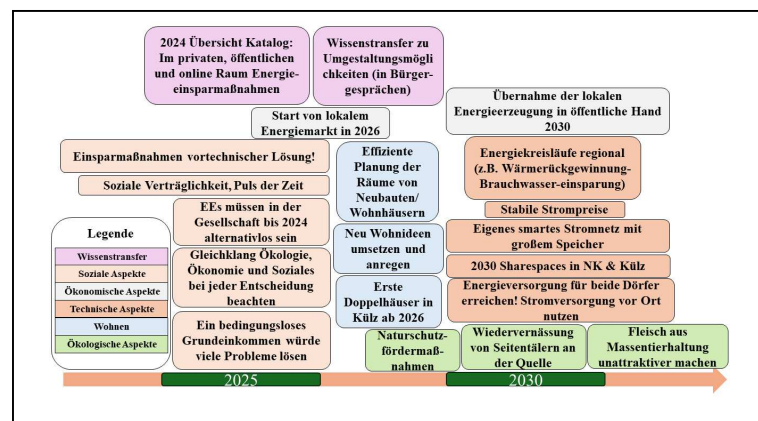 2024 Übersicht Katalog:
Im privaten, öffentlichen
und online Raum Energie-
einsparmaßnahmen
Wissenstransfer zu
Umgestaltungsmögli
chkeiten (in Bürger-
gesprächen)
Start von lokalem
Energiemarkt in 2026
Übernahme der lokalen
Energieerzeugung in öffentliche Hand
2030
Einsparmaßnahmen vortechnischer Lösung!
Soziale Verträglichkeit, Puls der Zeit
EEs müssen in der
Gesellschaft bis 2024
alternativlos sein
Gleichklang Ökologie,
Ökonomie und Soziales
bei jeder Entscheidung
beachten
Ein bedingungsloses
Grundeinkommen würde
viele Probleme lösen
Effiziente
Planung der
Räume von
Neubauten/
Wohnhäusern
Neu Wohnideen
umsetzen und
anregen
Erste
Doppelhäuser in
Külz ab 2026
Energiekreisläufe regional
(z.B. Wärmerückgewinnung-
Brauchwasser-einsparung)
Stabile Strompreise
Eigenes smartes Stromnetz mit
großem Speicher
2030 Sharespaces in NK & Külz
Energieversorgung für beide Dörfer
erreichen! Stromversorgung vor Ort
nutzen
Naturschutz-
fördermaß-
nahmen
Wiedervernässung
von Seitentälern an
der Quelle
Fleisch aus
Massentierhaltung
unattraktiver machen
Legende
Wissenstransfer
Soziale Aspekte
Ökonomische Aspekte
Technische Aspekte
Wohnen
Ökologische Aspekte
2025
2030